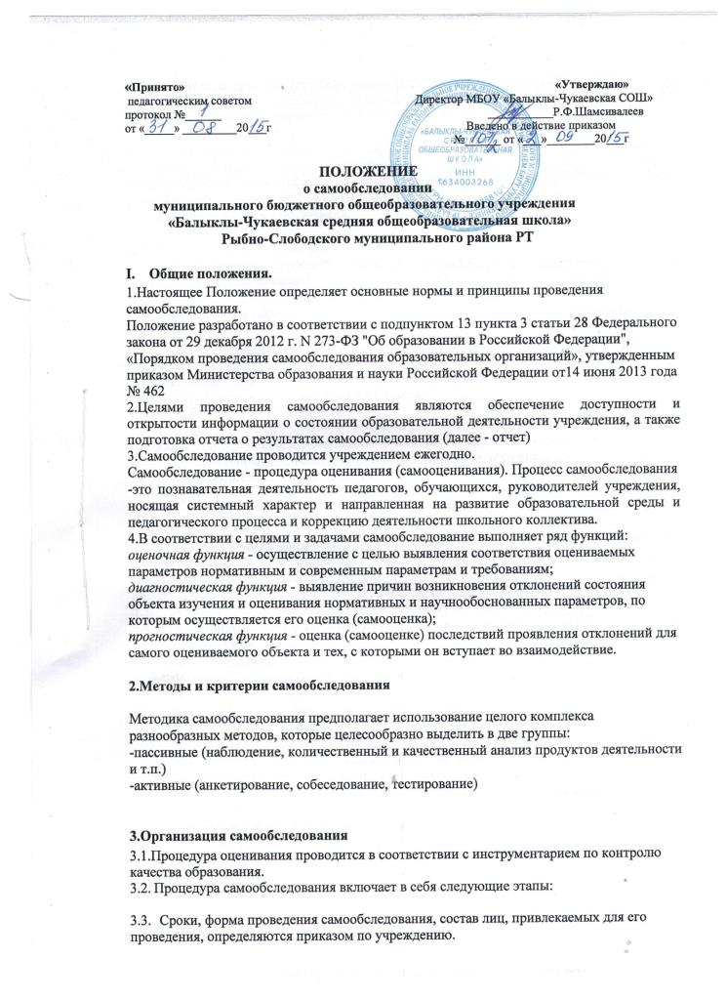 «Принято»
педагогическим советом
протокол № 1
от « 31 » 08 2015г
«Утверждаю»
Директор МБОУ «Балыклы-Чукаевская СОШ»
Р.Ф.Шамсивалеев
Введено в действие приказом
№ от « 2 » 09 2015г
«БАЛЫКЛЫ-ЧУКАЕВСКАЯ
СРЕДНЯЯ
ОБЩЕОБРАЗОВАТЕЛЬНАЯ
ШКОЛА»
ИНН
1634003268
ПОЛОЖЕНИЕ
о самообследовании
муниципального бюджетного общеобразовательного учреждения
«Балыклы-Чукаевская средняя общеобразовательная школа»
Рыбно-Слободского муниципального района РТ
I. Общие положения.
1.Настоящее Положение определяет основные нормы и принципы проведения
самообследования.
Положение разработано в соответствии с подпунктом 13 пункта 3 статьи 28 Федерального
закона от 29 декабря 2012 г. N 273-ФЗ "Об образовании в Российской Федерации",
«Порядком проведения самообследования образовательных организаций», утвержденным
приказом Министерства образования и науки Российской Федерации от14 июня 2013 года
№ 462
2.Целями проведения самообследования являются обеспечение доступности и
открытости информации о состоянии образовательной деятельности учреждения, а также
подготовка отчета о результатах самообследования (далее - отчет)
3.Самообследование проводится учреждением ежегодно.
Самообследование - процедура оценивания (самооценивания). Процесс самообследования
-это познавательная деятельность педагогов, обучающихся, руководителей учреждения,
носящая системный характер и направленная на развитие образовательной среды и
педагогического процесса и коррекцию деятельности школьного коллектива.
4.В соответствии с целями и задачами самообследование выполняет ряд функций:
оценочная функция - осуществление с целью выявления соответствия оцениваемых
параметров нормативным и современным параметрам и требованиям;
диагностическая функция - выявление причин возникновения отклонений состояния
объекта изучения и оценивания нормативных и научнообоснованных параметров, по
которым осуществляется его оценка (самооценка);
прогностическая функция - оценка (самооценке) последствий проявления отклонений для
самого оцениваемого объекта и тех, с которыми он вступает во взаимодействие.
2.Методы и критерии самообследования
Методика самообследования предполагает использование целого комплекса
разнообразных методов, которые целесообразно выделить в две группы:
-пассивные (наблюдение, количественный и качественный анализ продуктов деятельности
и т.п.)
-активные (анкетирование, собеседование, тестирование)
3.Организация самообследования
3.1.Процедура оценивания проводится в соответствии с инструментарием по контролю
качества образования.
3.2. Процедура самообследования включает в себя следующие этапы:
3.3. Сроки, форма проведения самообследования, состав лиц, привлекаемых для его
проведения, определяются приказом по учреждению.